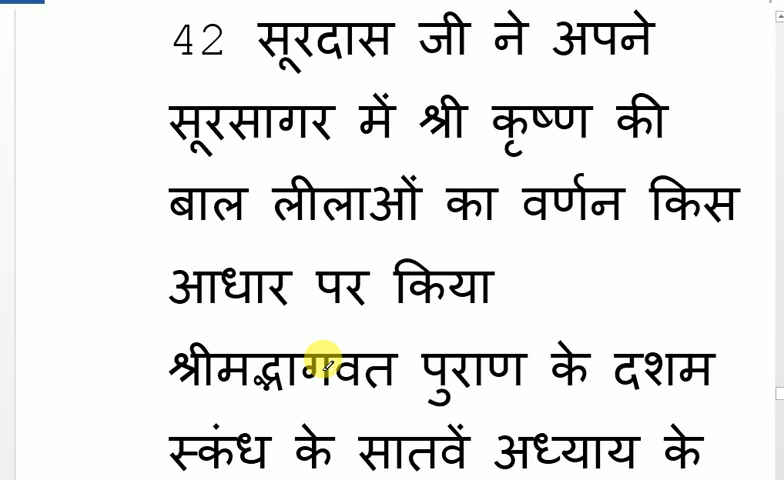 42 सूरदास जी ने अपने
सूरसागर में श्री कृष्ण की
बाल लीलाओं का वर्णन किस
आधार पर किया
श्रीमद्भागवत पुराण के दशम
स्कंध के सातवें अध्याय के